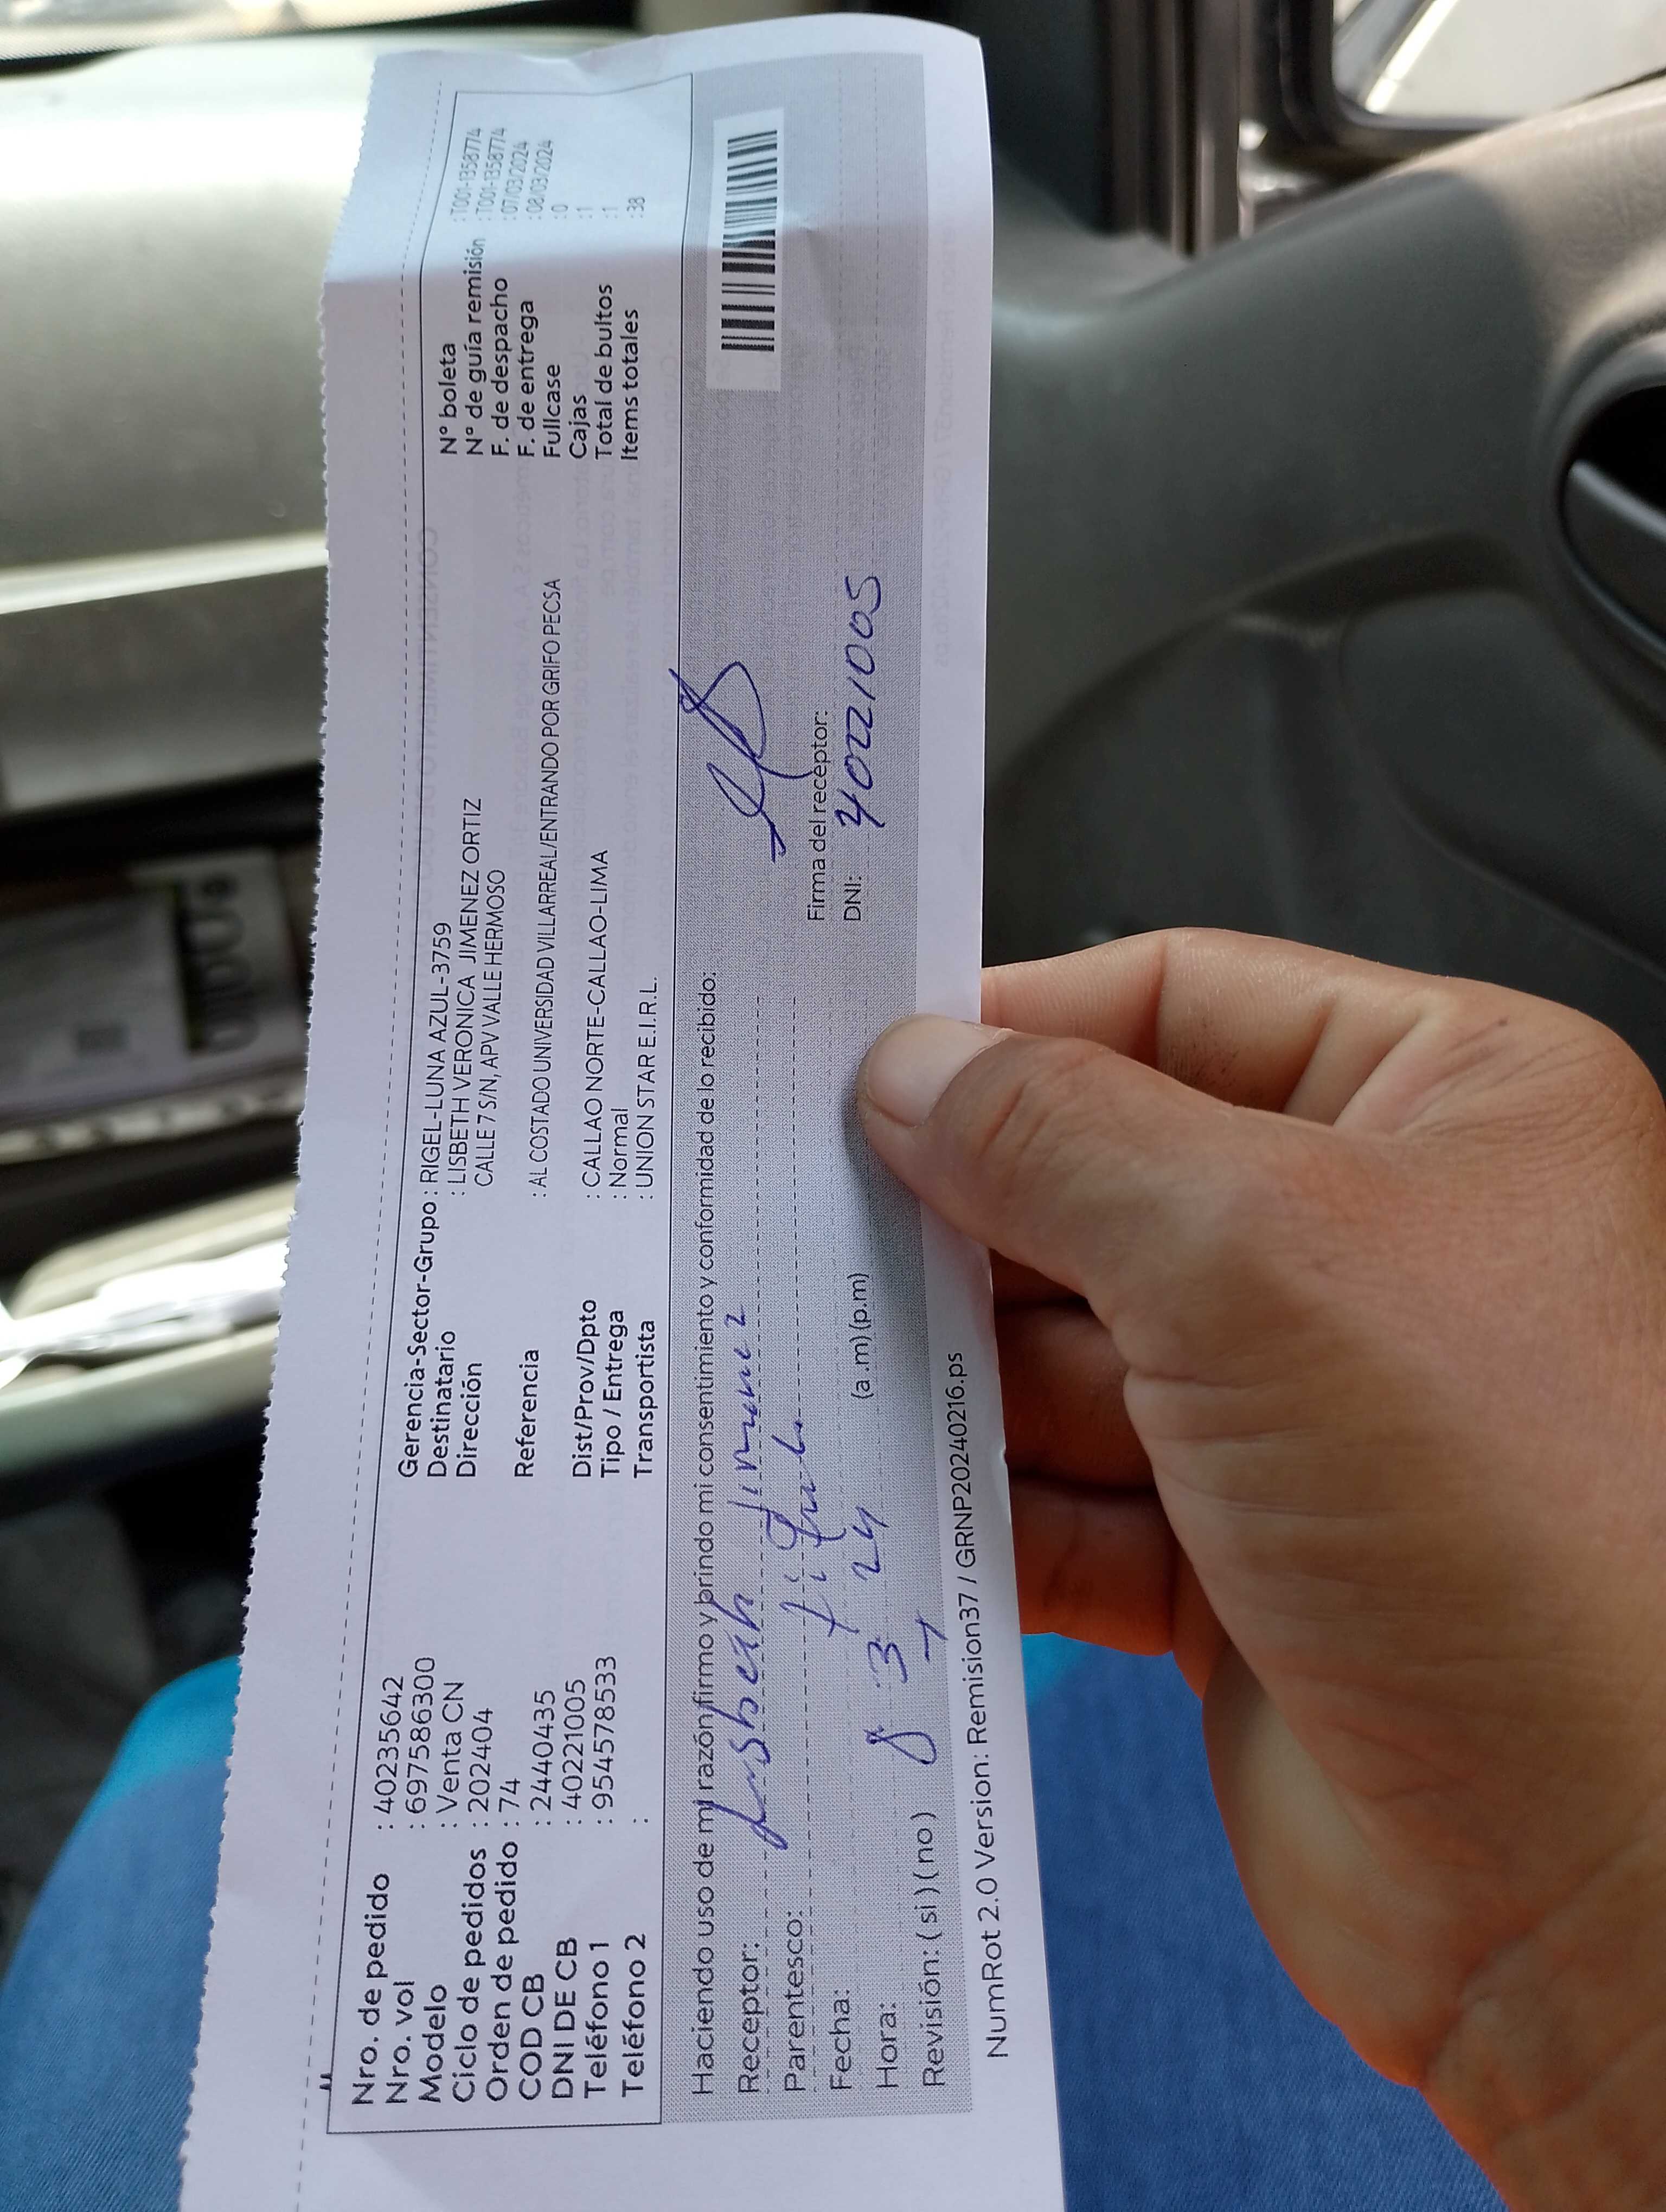 Nro. de pedido : 40235642
Nro. vol : 697586300
Modelo : Venta CN
Ciclo de pedidos : 202404
Orden de pedido : 74
COD CB : 2440435
DNI DE CB : 40221005
Teléfono 1 : 954578533
Teléfono 2 :
Gerencia-Sector-Grupo : RIGEL-LUNA AZUL-3759
Destinatario : LISBETH VERONICA JIMENEZ ORTIZ
Dirección CALLE 7 S/N, APV VALLE HERMOSO
Referencia : AL COSTADO UNIVERSIDAD VILLARREAL/ENTRANDO POR GRIFO PECSA
Dist/Prov/Dpto : CALLAO NORTE-CALLAO-LIMA
Tipo / Entrega : Normal
Transportista : UNION STAR E.I.R.L.
N° boleta : T001-1358774
N° de guía remisión : T001-1358774
F. de despacho : 07/03/2024
F. de entrega : 08/03/2024
Fullcase : 0
Cajas : 1
Total de bultos : 1
Items totales : 38
Haciendo uso de mi razón firmo y brindo mi consentimiento y conformidad de lo recibido:
Receptor: Lisbeth Jimenez
Parentesco:
Fecha: 8 3 24
Hora: (a .m) (p.m)
Revisión: ( si ) ( no )
Firma del receptor:
DNI: 40221005
NumRot 2.0 Version: Remision37 / GRNP20240216.ps